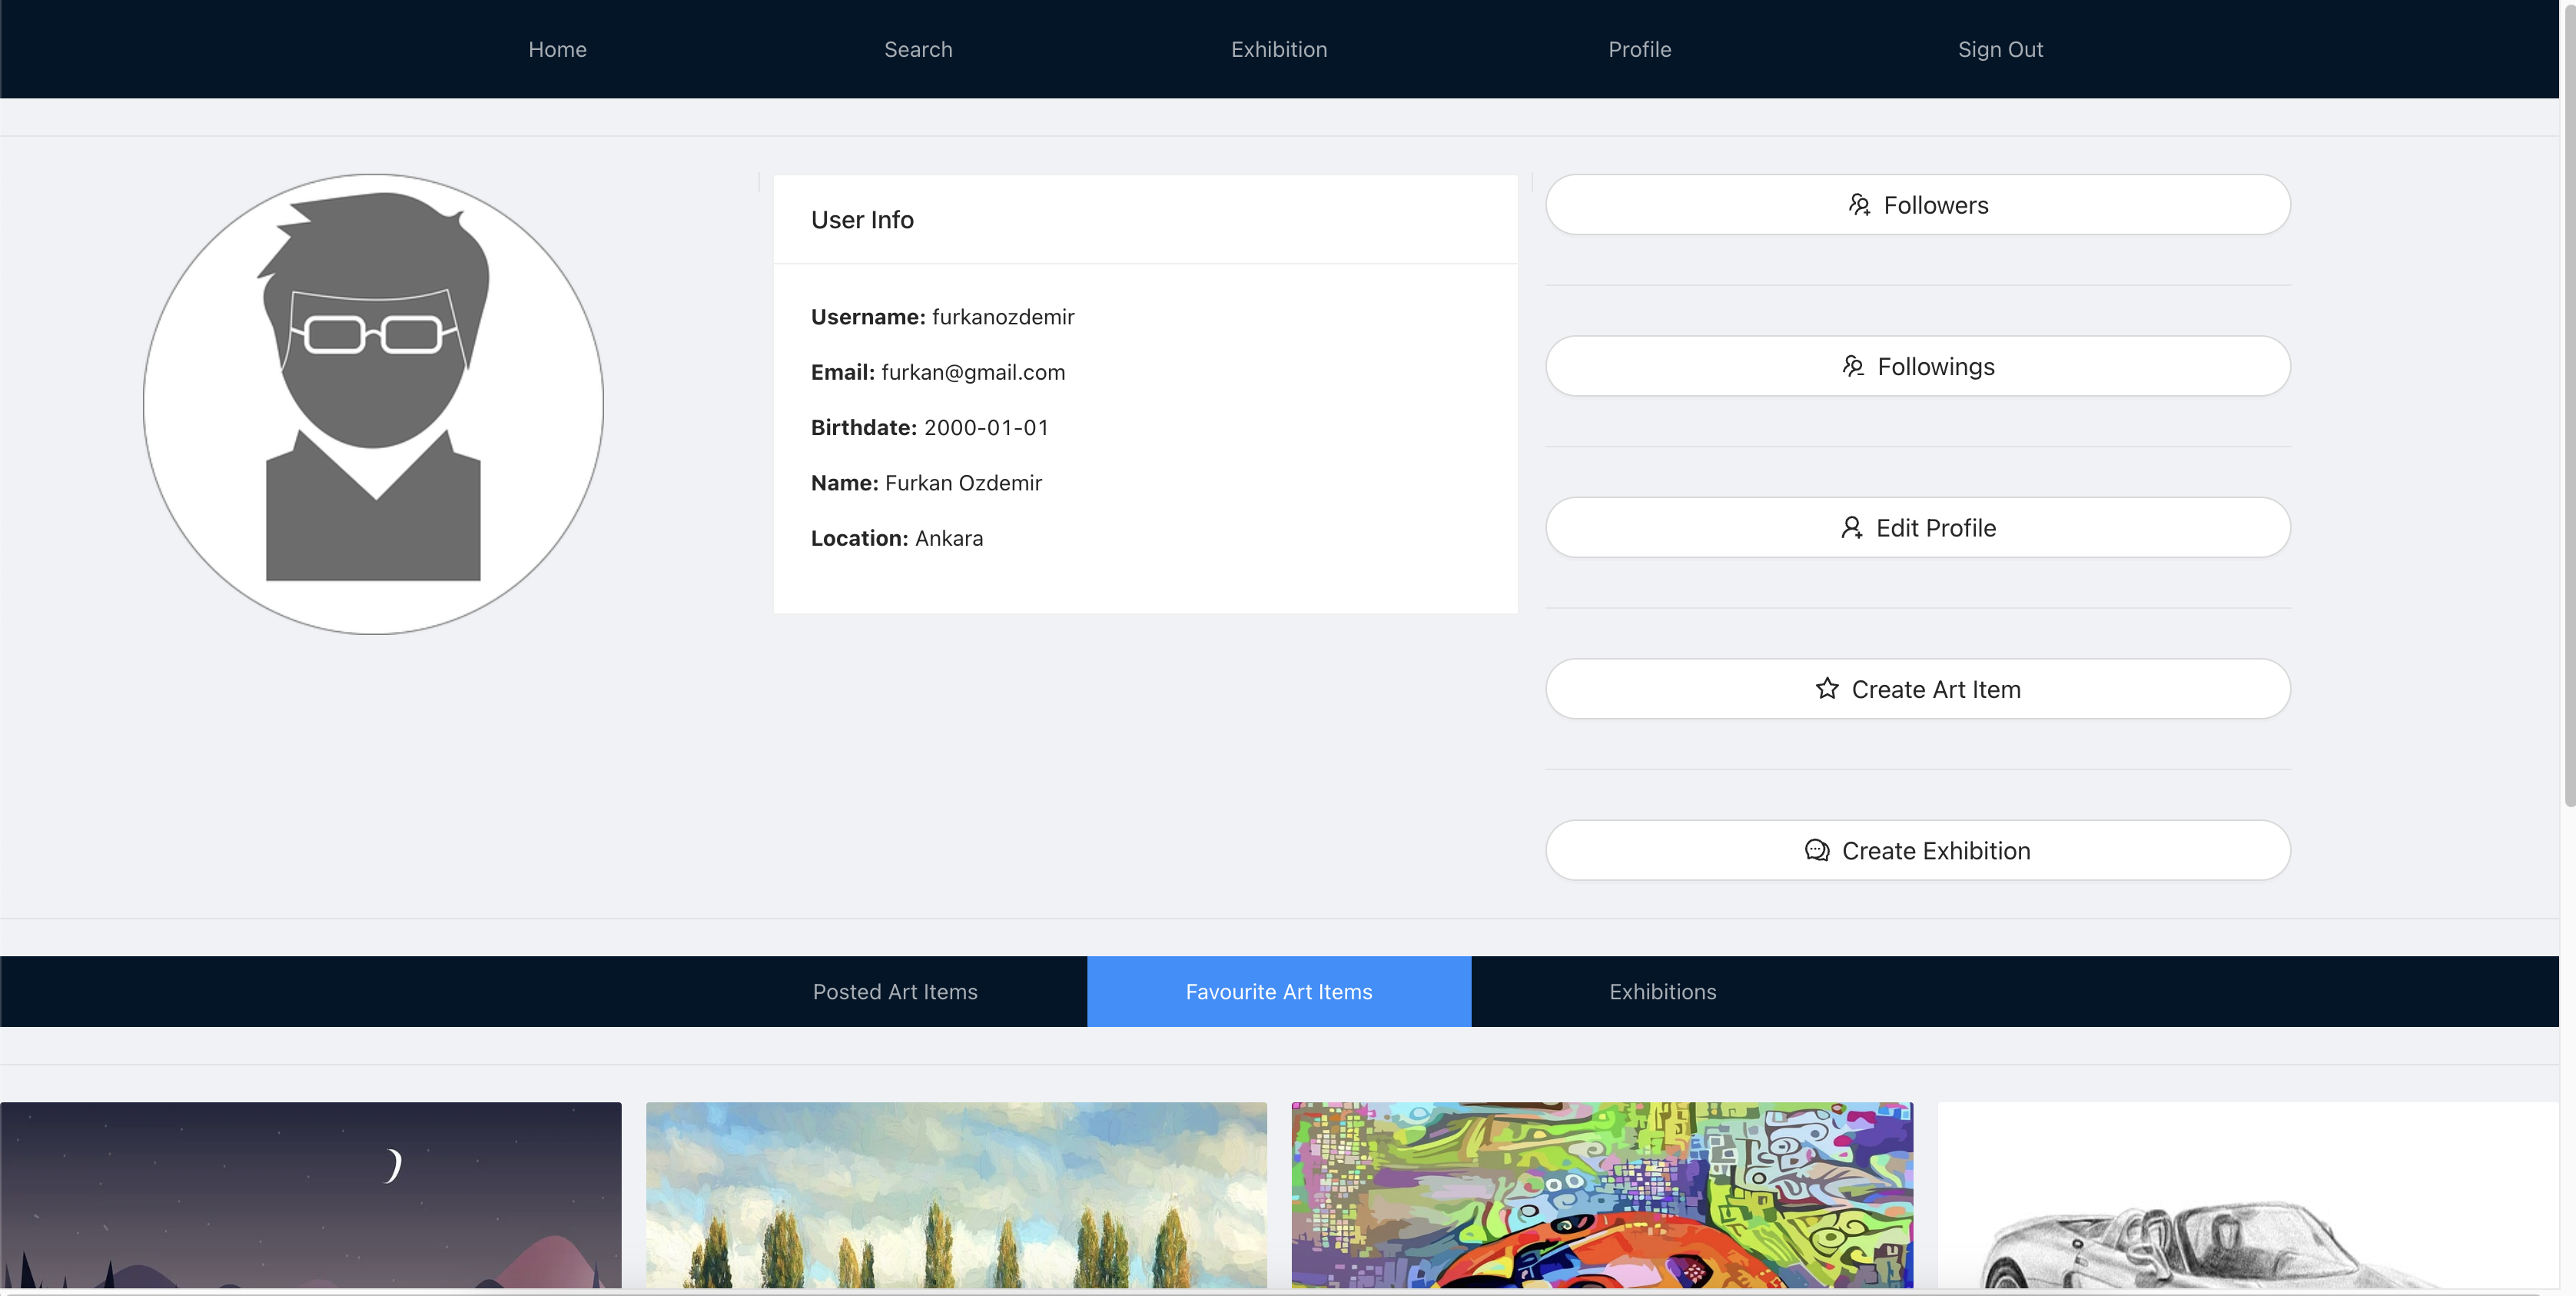 Home Search Exhibition Profile Sign Out
User Info
Username: furkanozdemir
Email: furkan@gmail.com
Birthdate: 2000-01-01
Name: Furkan Ozdemir
Location: Ankara
Followers
Followings
Edit Profile
Create Art Item
Create Exhibition
Posted Art Items Favourite Art Items Exhibitions